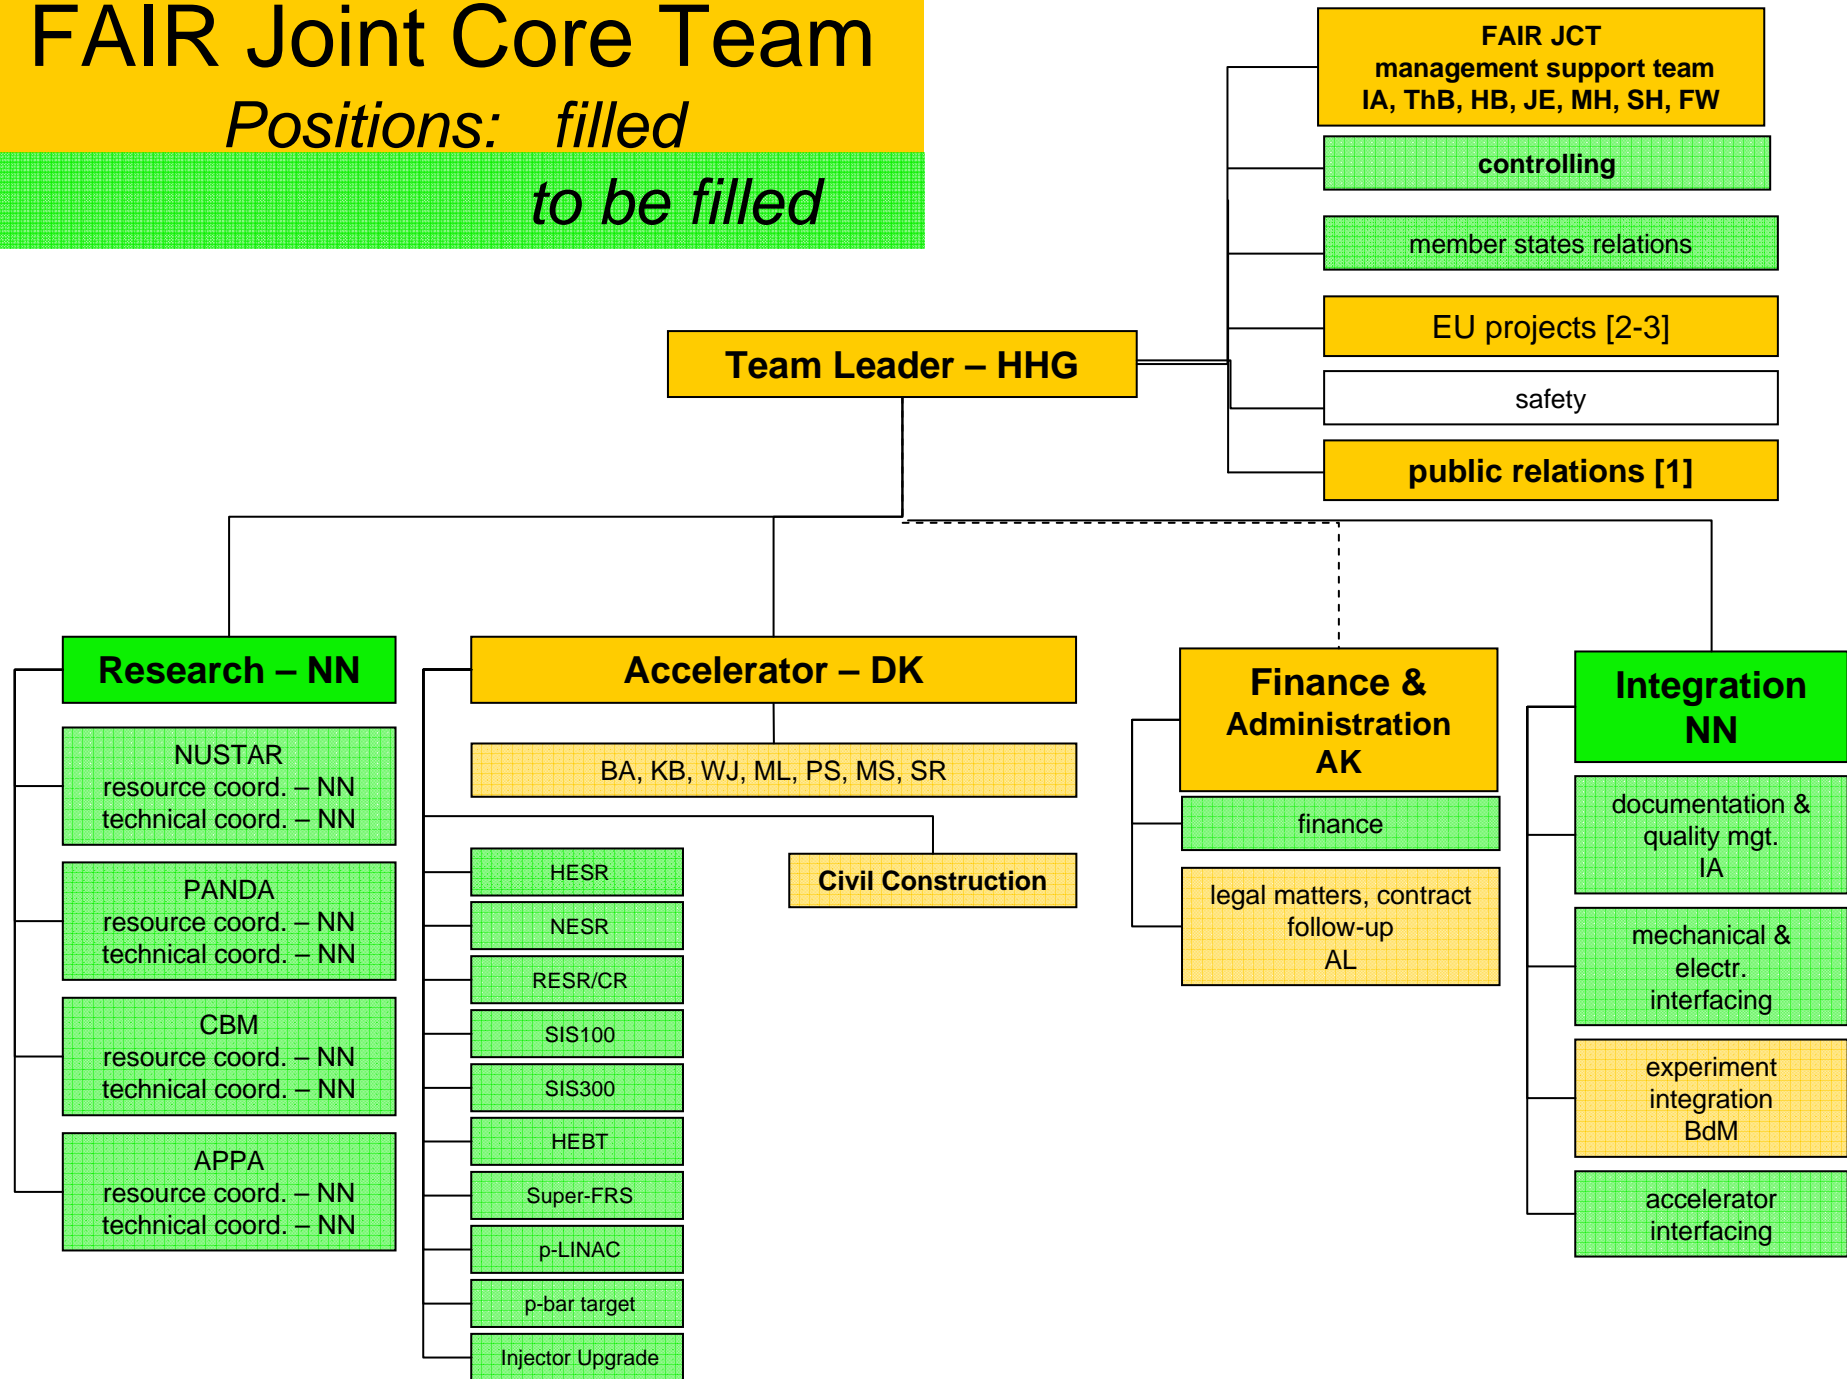 FAIR Joint Core Team
Positions: filled
to be filled
FAIR JCT
management support team
IA, ThB, HB, JE, MH, SH, FW
controlling
member states relations
EU projects [2-3]
safety
public relations [1]
Team Leader – HHG
Research – NN
NUSTAR
resource coord. – NN
technical coord. – NN
PANDA
resource coord. – NN
technical coord. – NN
CBM
resource coord. – NN
technical coord. – NN
APPA
resource coord. – NN
technical coord. – NN
Accelerator – DK
BA, KB, WJ, ML, PS, MS, SR
Civil Construction
HESR
NESR
RESR/CR
SIS100
SIS300
HEBT
Super-FRS
p-LINAC
p-bar target
Injector Upgrade
Finance &
Administration
AK
finance
legal matters, contract
follow-up
AL
Integration
NN
documentation &
quality mgt.
IA
mechanical &
electr.
interfacing
experiment
integration
BdM
accelerator
interfacing